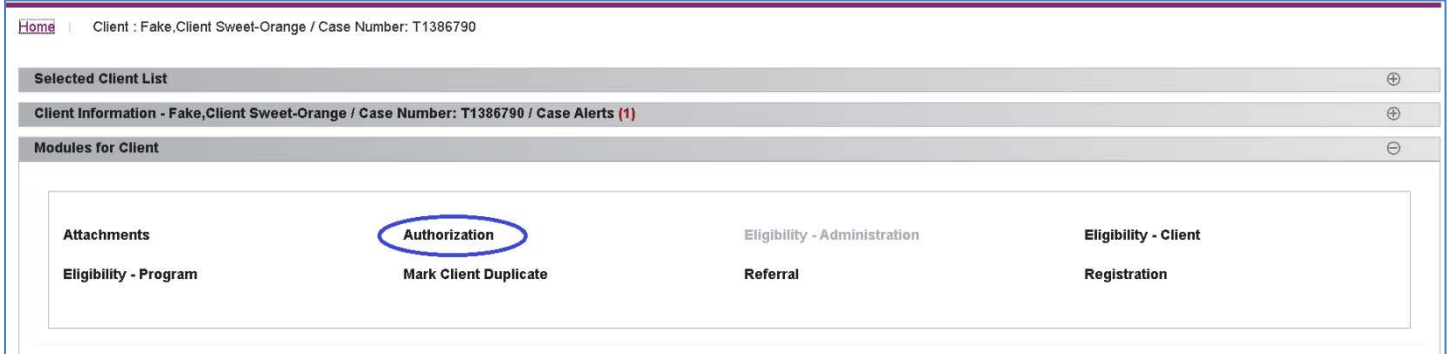 Home | Client : Fake,Client Sweet-Orange / Case Number: T1386790
Selected Client List
Client Information - Fake,Client Sweet-Orange / Case Number: T1386790 / Case Alerts (1)
Modules for Client
Attachments Authorization Eligibility - Administration Eligibility - Client
Eligibility - Program Mark Client Duplicate Referral Registration